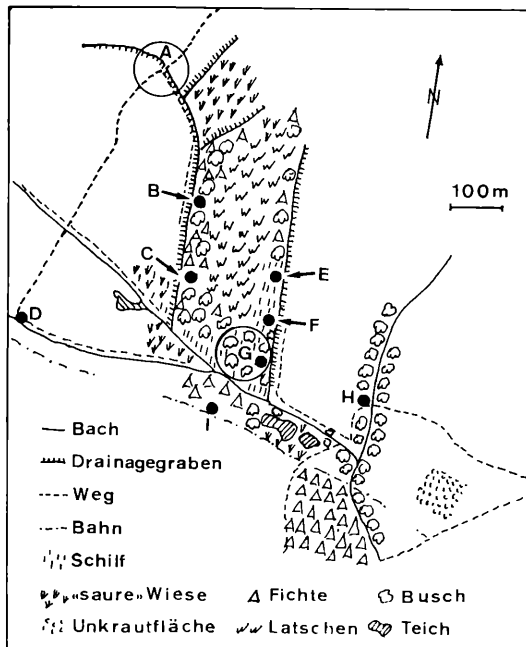 A
N
100m
B
C
E
D
F
G
H
I
Bach
Drainagegraben
Weg
Bahn
Schilf
«saure» Wiese Fichte Busch
Unkrautfläche Latschen Teich